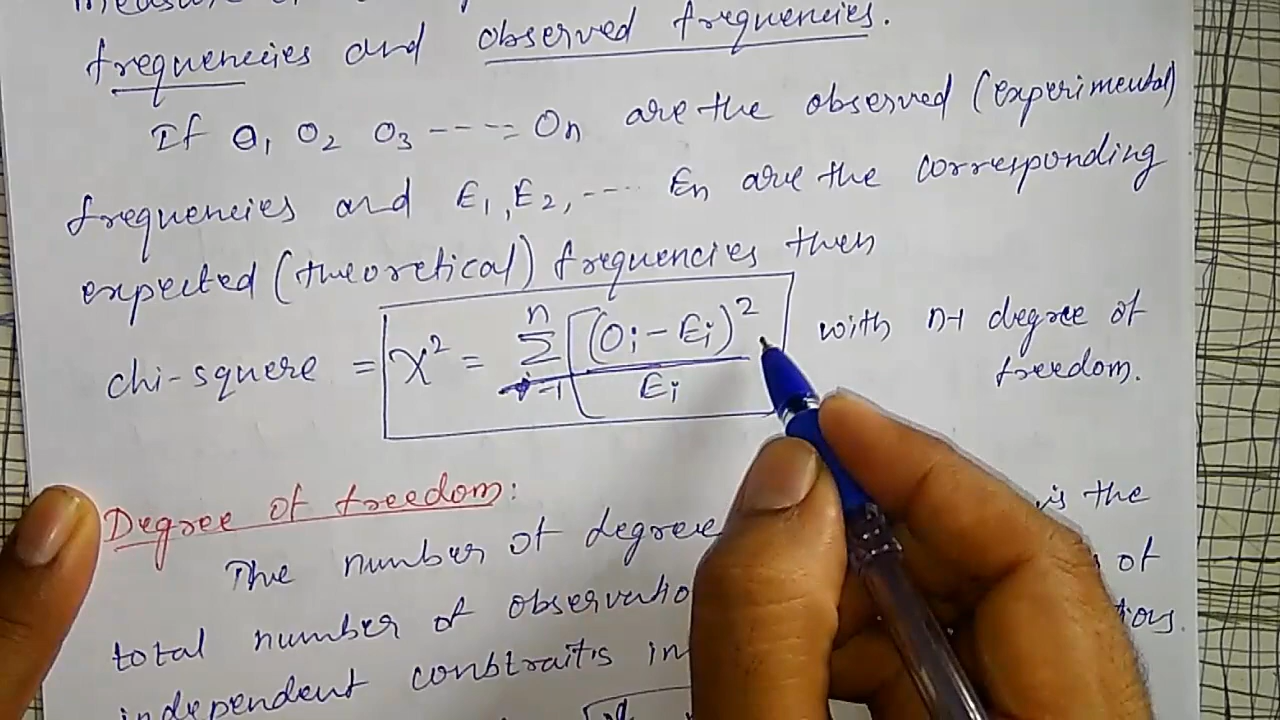 frequencies and observed frequencies.
If O1 O2 O3 ---- On are the observed (experimental)
frequencies and E1, E2, ---- En are the corresponding
expected (theoretical) frequencies then
chi-squere = χ² = n Σ i=1 [(Oi - Ei)² / Ei with n-1 degree of
freedom.
Degree of freedom:
The number of degree is the
total number of of
independent constraits in